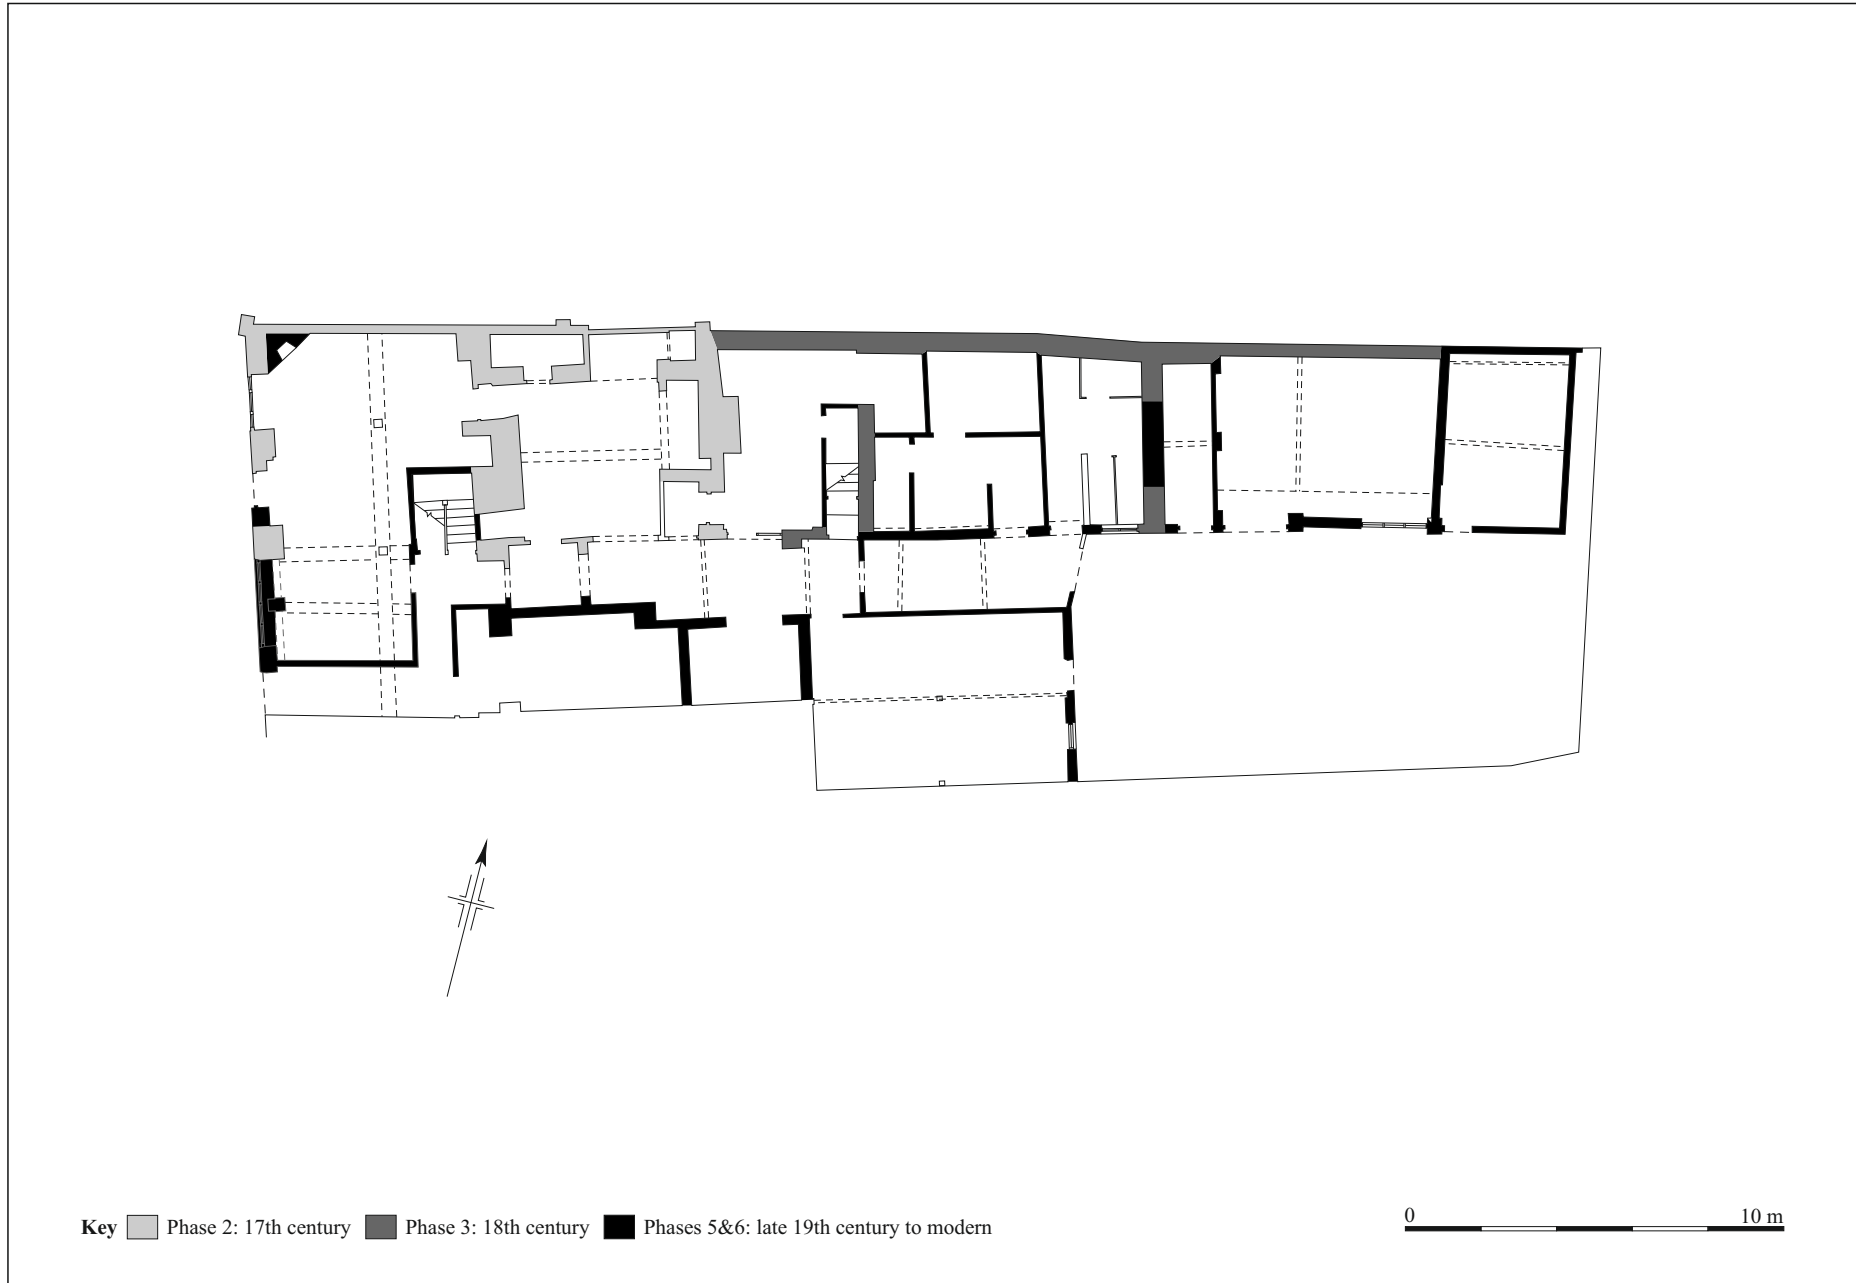 Key Phase 2: 17th century Phase 3: 18th century Phases 5&6: late 19th century to modern
0 10 m